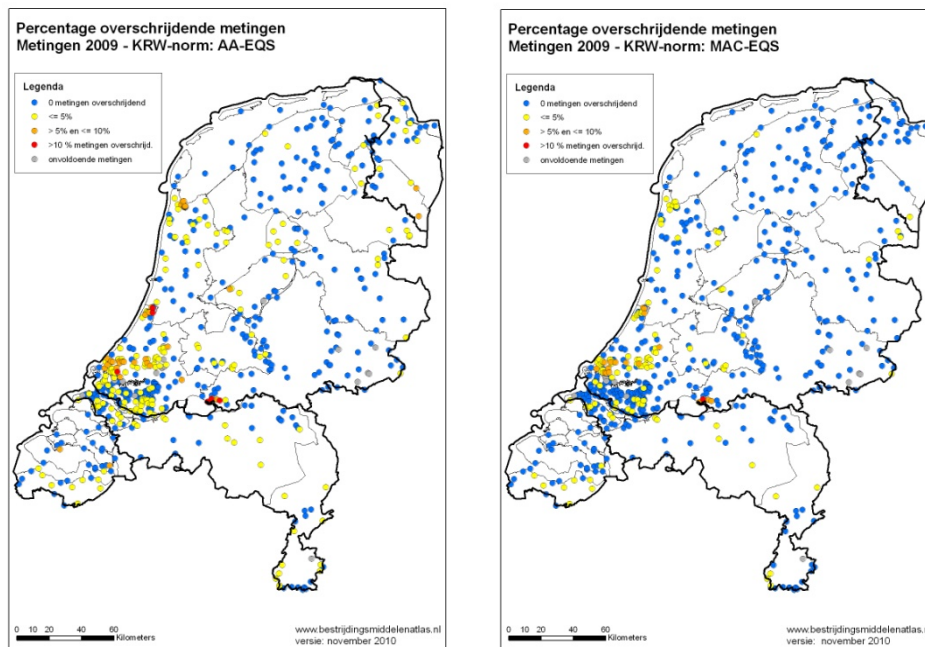 Percentage overschrijdende metingen
Metingen 2009 - KRW-norm: AA-EQS
Legenda
0 metingen overschrijdend
<= 5%
> 5% en <= 10%
>10 % metingen overschrijd.
onvoldoende metingen
0 10 20 40 60
Kilometers
www.bestrijdingsmiddelenatlas.nl
versie: november 2010
Percentage overschrijdende metingen
Metingen 2009 - KRW-norm: MAC-EQS
Legenda
0 metingen overschrijdend
<= 5%
> 5% en <= 10%
>10 % metingen overschrijd.
onvoldoende metingen
0 10 20 40 60
Kilometers
www.bestrijdingsmiddelenatlas.nl
versie: november 2010